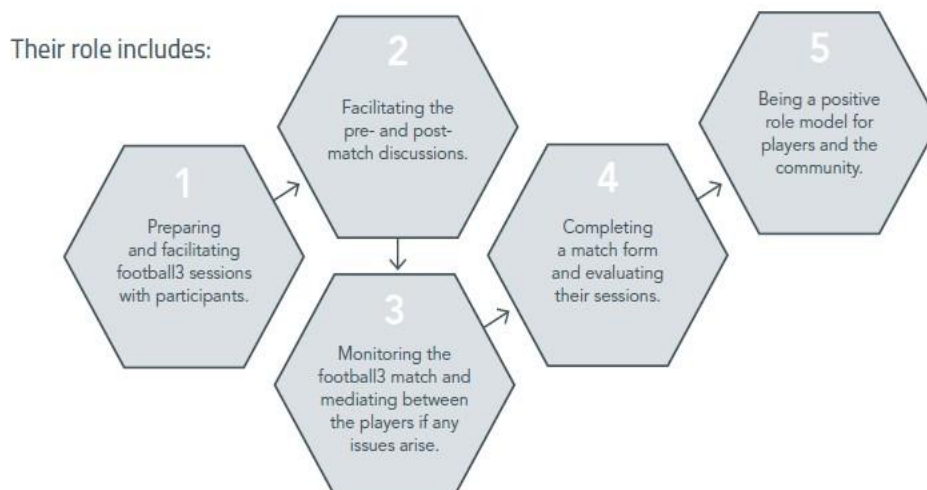 Their role includes:
1
Preparing
and facilitating
football3 sessions
with participants.
2
Facilitating the
pre- and post-
match discussions.
3
Monitoring the
football3 match and
mediating between
the players if any
issues arise.
4
Completing
a match form
and evaluating
their sessions.
5
Being a positive
role model for
players and the
community.